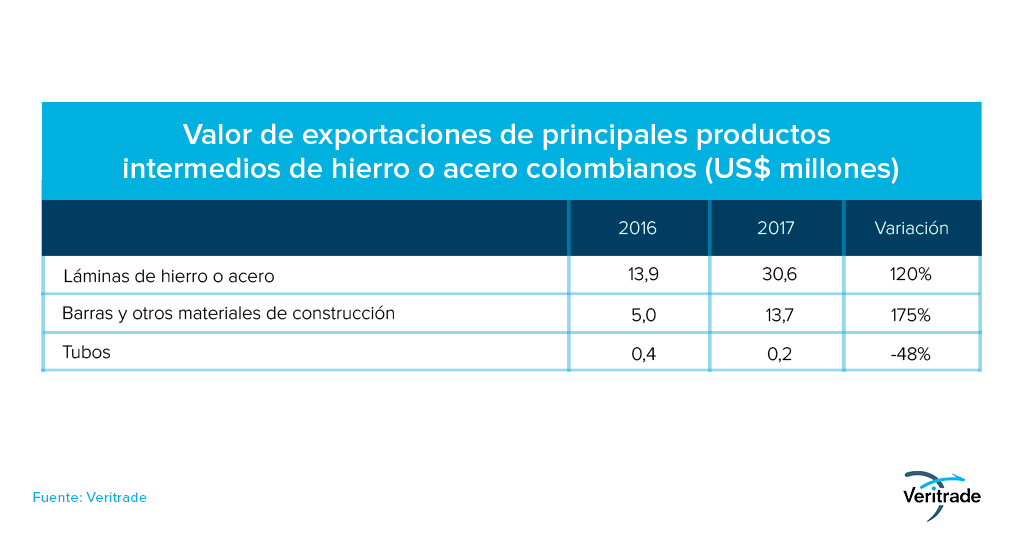 Valor de exportaciones de principales productos
intermedios de hierro o acero colombianos (US$ millones)
2016 2017 Variación
Láminas de hierro o acero 13,9 30,6 120%
Barras y otros materiales de construcción 5,0 13,7 175%
Tubos 0,4 0,2 -48%
Fuente: Veritrade
Veritrade